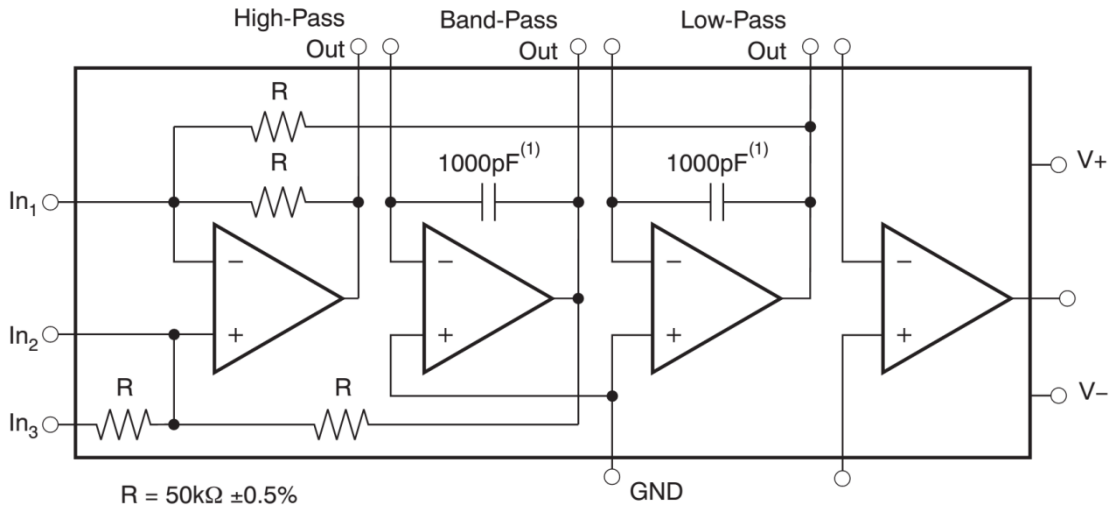 High-Pass
Out
Band-Pass
Out
Low-Pass
Out
R
R
1000pF(1)
1000pF(1)
V+
In1
In2
In3
R
R
V–
− + − + − + − +
R = 50kΩ ±0.5%
GND